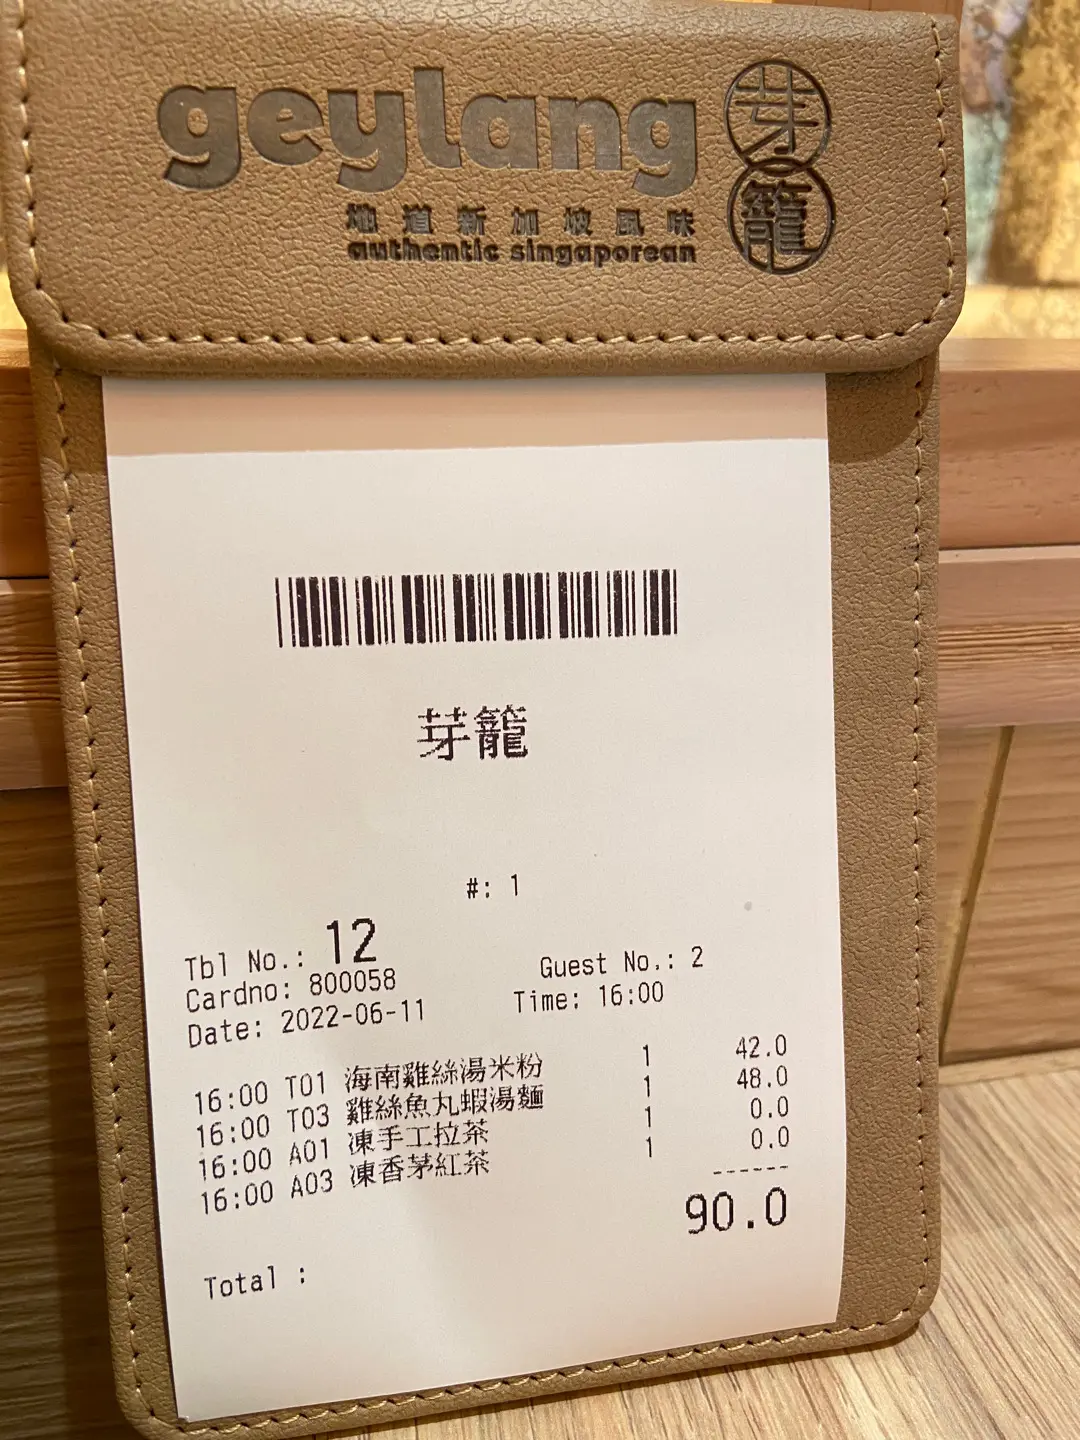 geylang
芽籠
地道新加坡風味
authentic singaporean
芽籠
#: 1
Tbl No.: 12
Guest No.: 2
Cardno: 800058
Time: 16:00
Date: 2022-06-11
16:00 T01 海南雞絲湯米粉 1 42.0
16:00 T03 雞絲魚丸蝦湯麵 1 48.0
16:00 A01 凍手工拉茶 1 0.0
16:00 A03 凍香茅紅茶 1 0.0
------
90.0
Total :